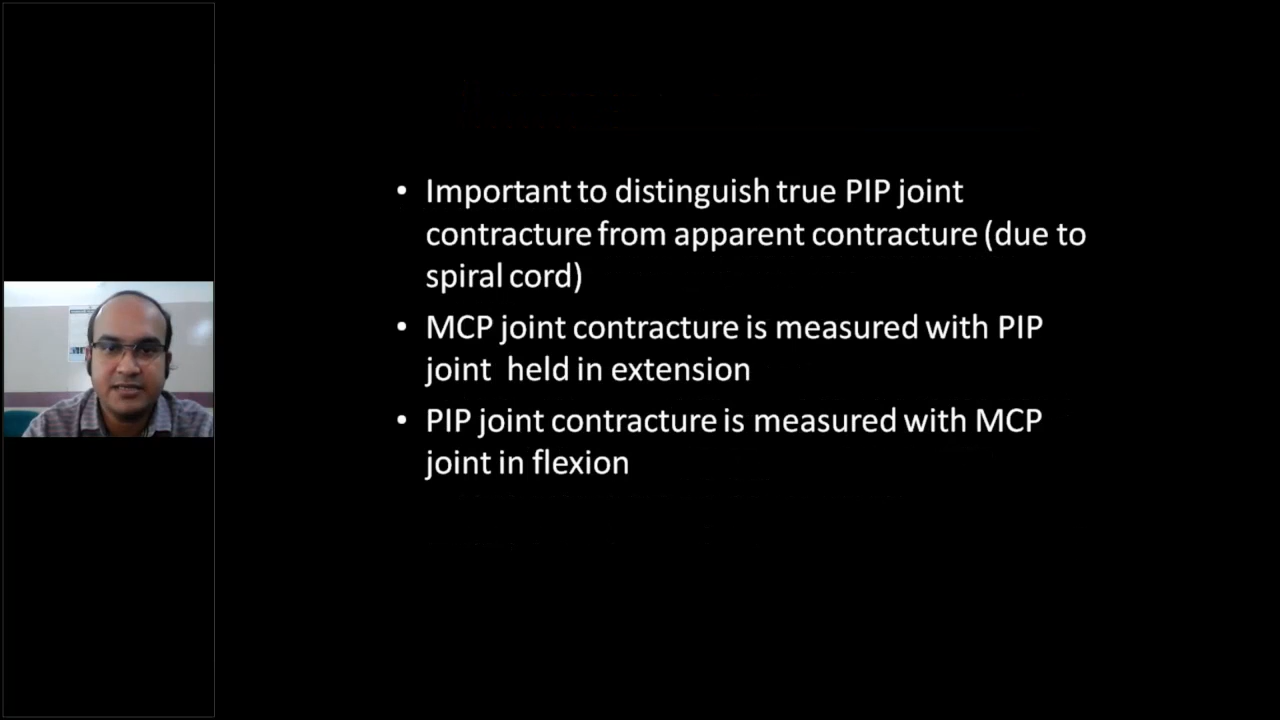 • Important to distinguish true PIP joint
contracture from apparent contracture (due to
spiral cord)
• MCP joint contracture is measured with PIP
joint held in extension
• PIP joint contracture is measured with MCP
joint in flexion